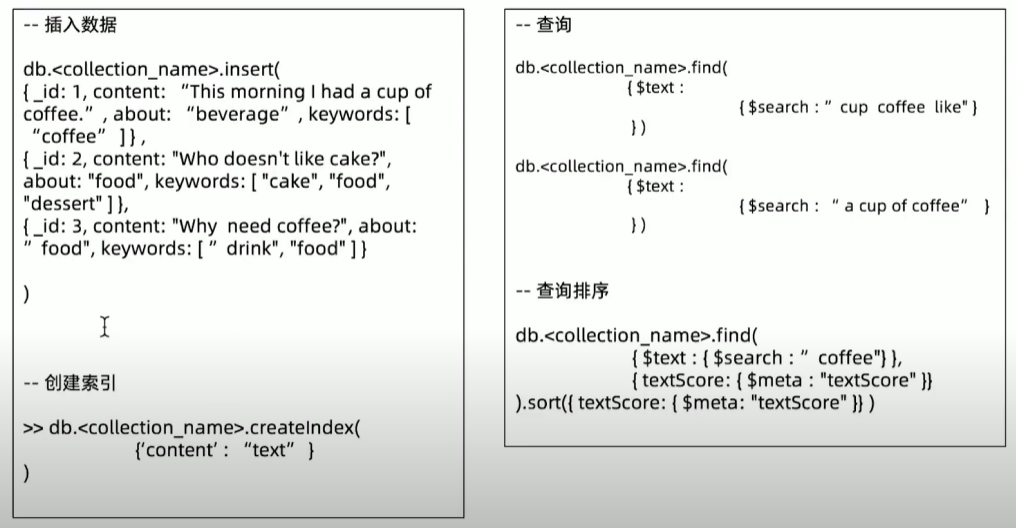 -- 插入数据
db.<collection_name>.insert(
{ _id: 1, content: “This morning I had a cup of
coffee.” , about: “beverage” , keywords: [
“coffee” ] } ,
{ _id: 2, content: "Who doesn't like cake?",
about: "food", keywords: [ "cake", "food",
"dessert" ] },
{ _id: 3, content: "Why need coffee?", about:
” food", keywords: [ ” drink", "food" ] }
)
-- 创建索引
>> db.<collection_name>.createIndex(
{‘content’ : “text” }
)
-- 查询
db.<collection_name>.find(
{ $text :
{ $search : ” cup coffee like" }
} )
db.<collection_name>.find(
{ $text :
{ $search : “ a cup of coffee” }
} )
-- 查询排序
db.<collection_name>.find(
{ $text : { $search : ” coffee"} },
{ textScore: { $meta : "textScore" }}
).sort({ textScore: { $meta: "textScore" }} )